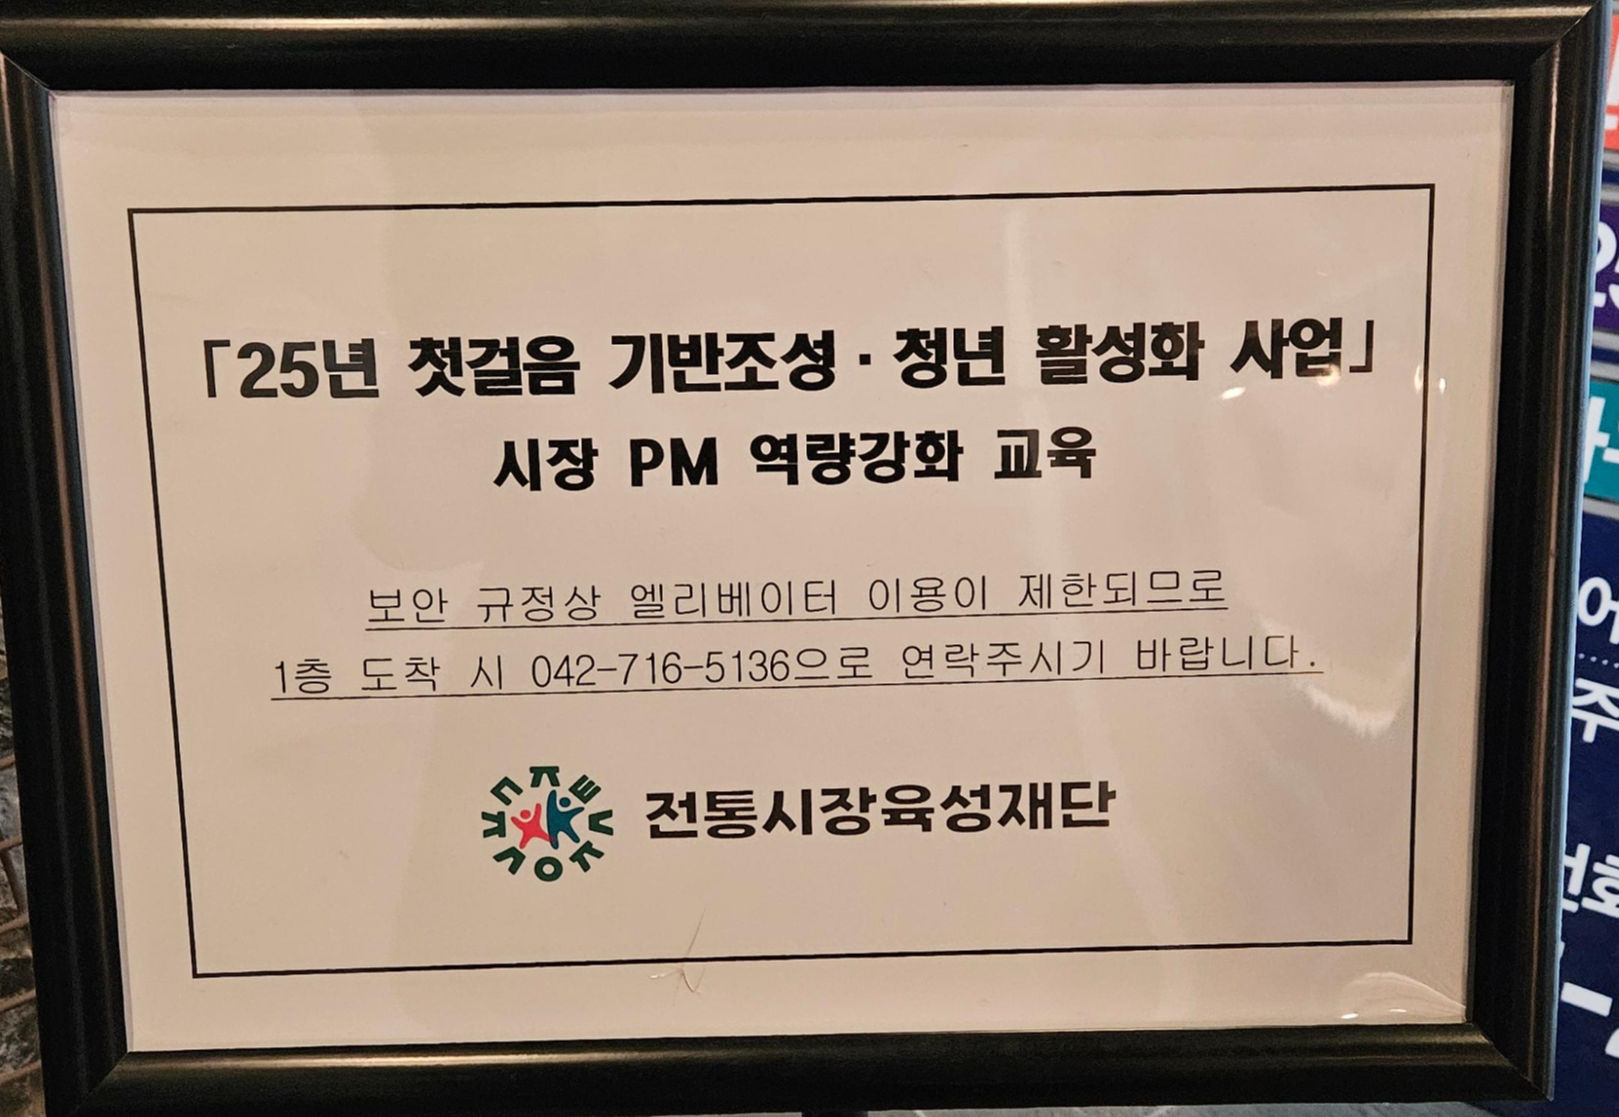 「25년 첫걸음 기반조성·청년 활성화 사업」
시장 PM 역량강화 교육
보안 규정상 엘리베이터 이용이 제한되므로
1층 도착 시 042-716-5136으로 연락주시기 바랍니다.
전통시장육성재단